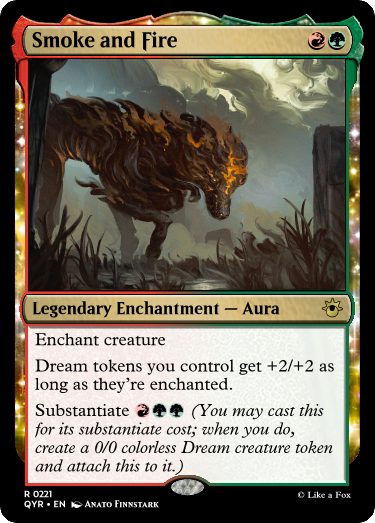 Smoke and Fire
Legendary Enchantment — Aura
Enchant creature
Dream tokens you control get +2/+2 as
long as they're enchanted.
Substantiate (You may cast this
for its substantiate cost; when you do,
create a 0/0 colorless Dream creature token
and attach this to it.)
R 0221
QYR • EN Anato Finnstark
© Like a Fox